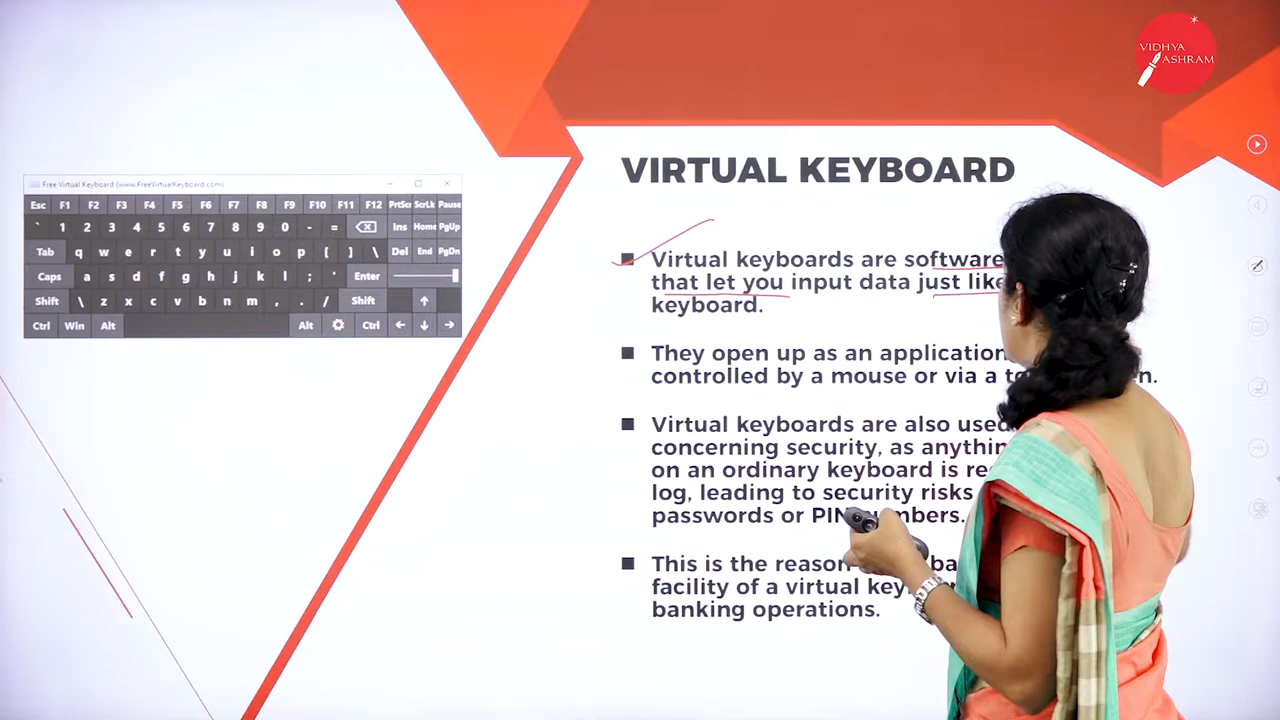 VIDHYA
ASHRAM
VIRTUAL KEYBOARD
Free Virtual Keyboard (www.FreeVirtualKeyboard.com)
Esc F1 F2 F3 F4 F5 F6 F7 F8 F9 F10 F11 F12 PrtScr ScrLk Pause
` 1 2 3 4 5 6 7 8 9 0 - = Ins Home PgUp
Tab q w e r t y u i o p [ ] \ Del End PgDn
Caps a s d f g h j k l ; ' Enter
Shift \ z x c v b n m , . / Shift
Ctrl Win Alt Alt Ctrl
■ Virtual keyboards are software
that let you input data just like
keyboard.
■ They open up as an application
controlled by a mouse or via a
■ Virtual keyboards are also used
concerning security, as
on an ordinary keyboard is
log, leading to security risks
passwords or PIN
■ This is the reason
facility of a virtual
banking operations.